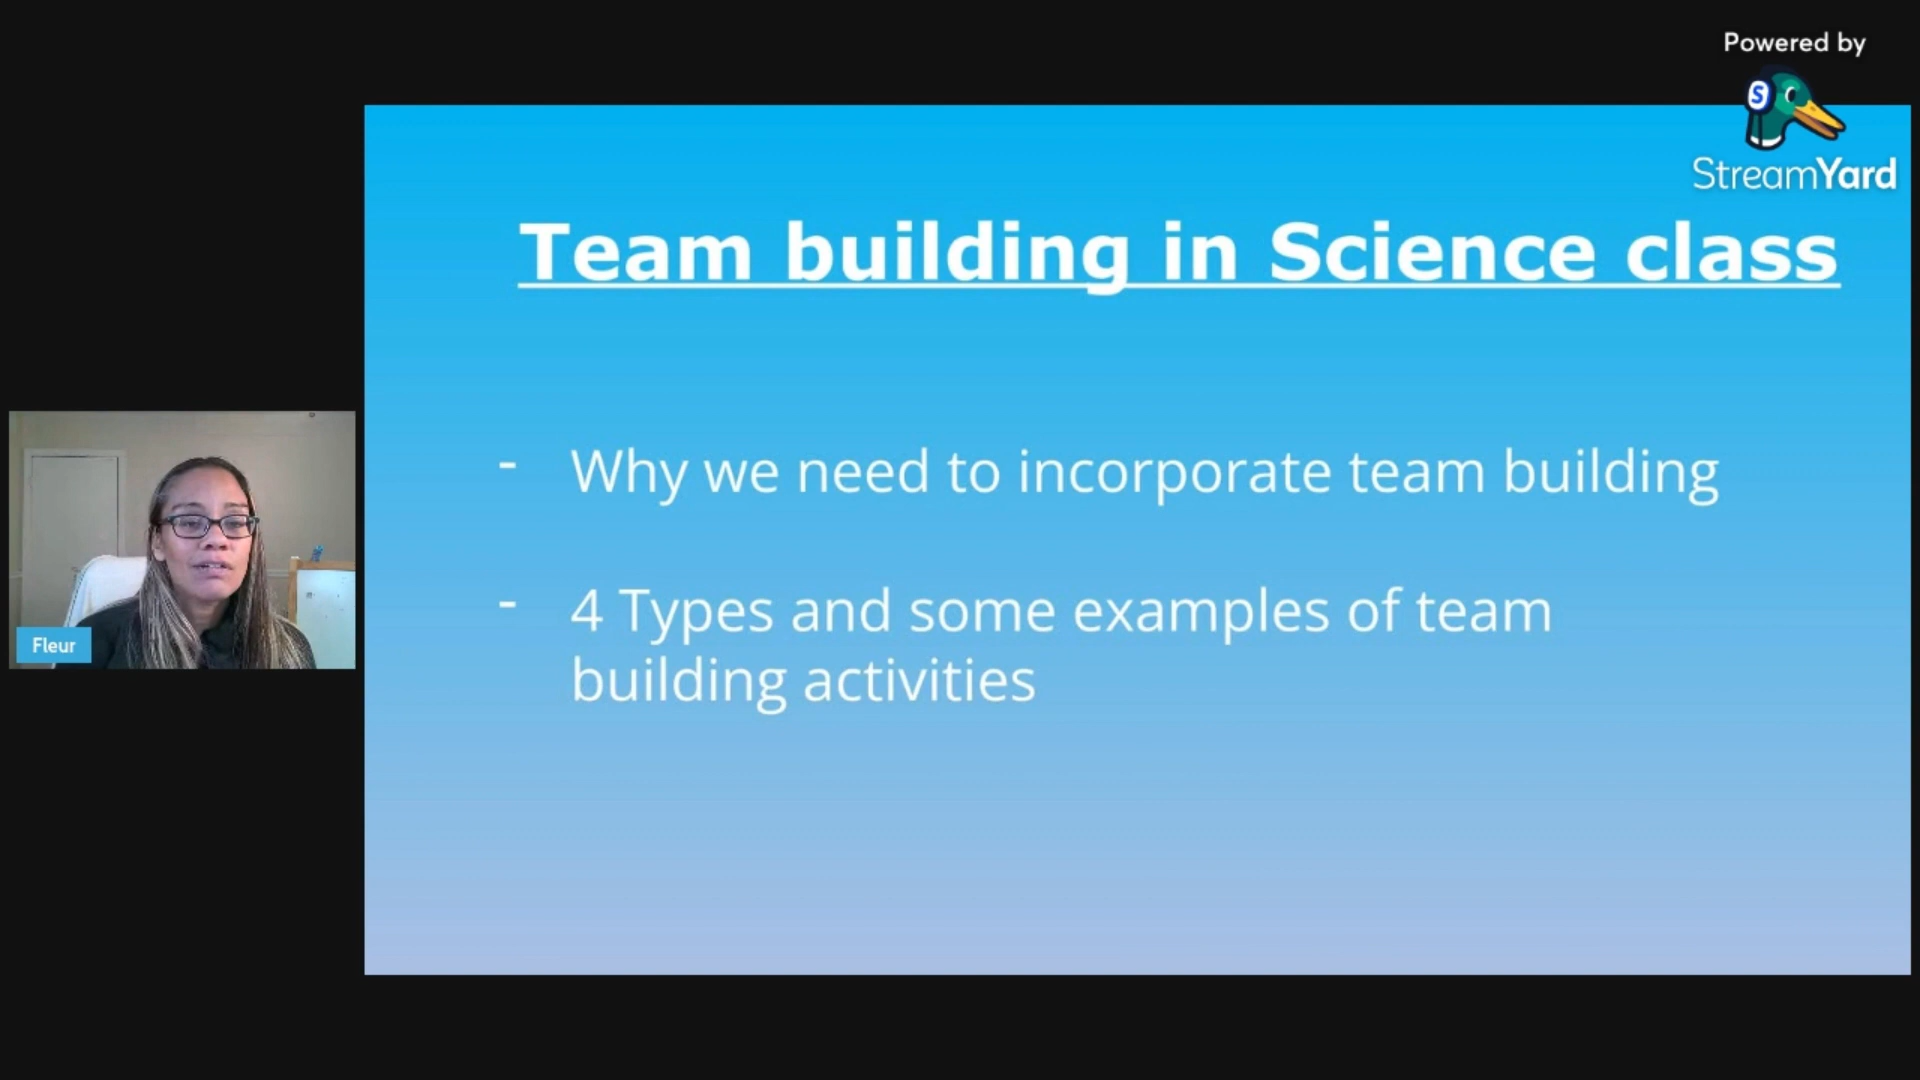 Powered by
S
StreamYard
Team building in Science class
- Why we need to incorporate team building
- 4 Types and some examples of team
building activities
Fleur